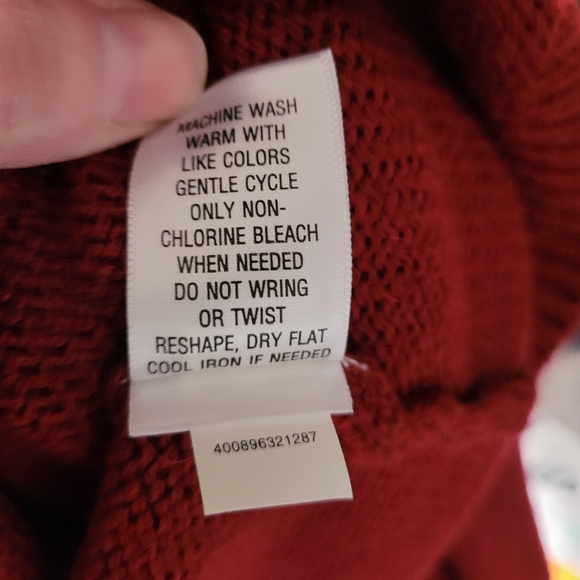 MACHINE WASH
WARM WITH
LIKE COLORS
GENTLE CYCLE
ONLY NON-
CHLORINE BLEACH
WHEN NEEDED
DO NOT WRING
OR TWIST
RESHAPE, DRY FLAT
COOL IRON IF NEEDED
400896321287